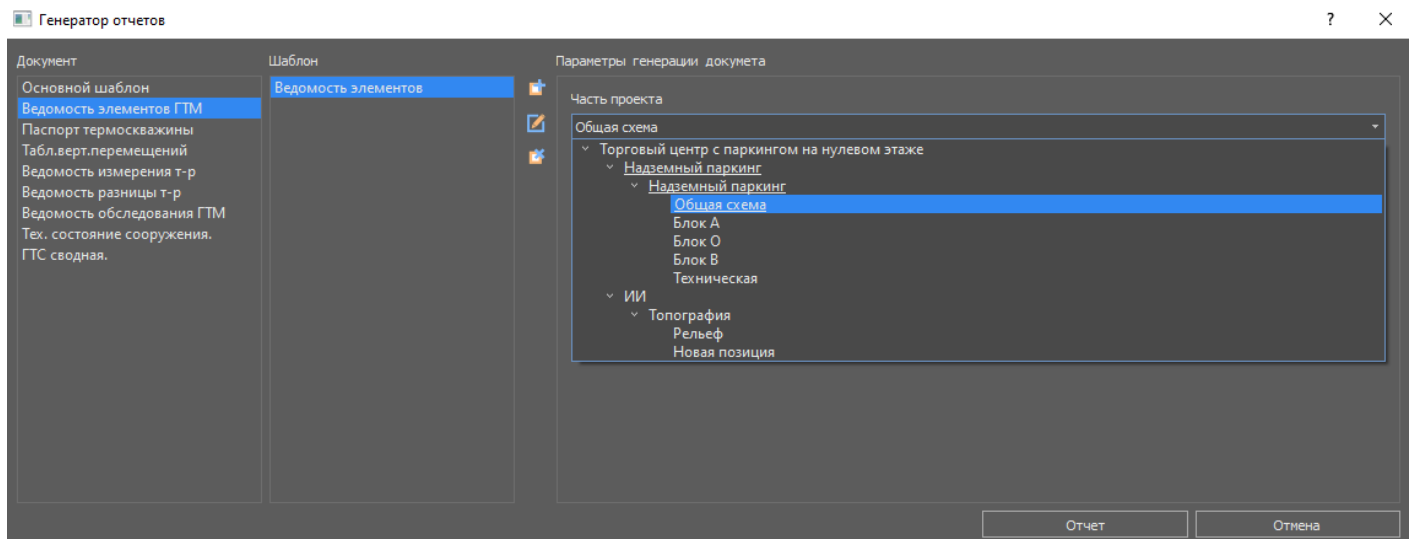 Генератор отчетов
?
Документ
Основной шаблон
Ведомость элементов ГТМ
Паспорт термоскважины
Табл.верт.перемещений
Ведомость измерения т-р
Ведомость разницы т-р
Ведомость обследования ГТМ
Тех. состояние сооружения.
ГТС сводная.
Шаблон
Ведомость элементов
Параметры генерации докумета
Часть проекта
Общая схема
Торговый центр с паркингом на нулевом этаже
Надземный паркинг
Надземный паркинг
Общая схема
Блок А
Блок О
Блок В
Техническая
ИИ
Топография
Рельеф
Новая позиция
Отчет
Отмена